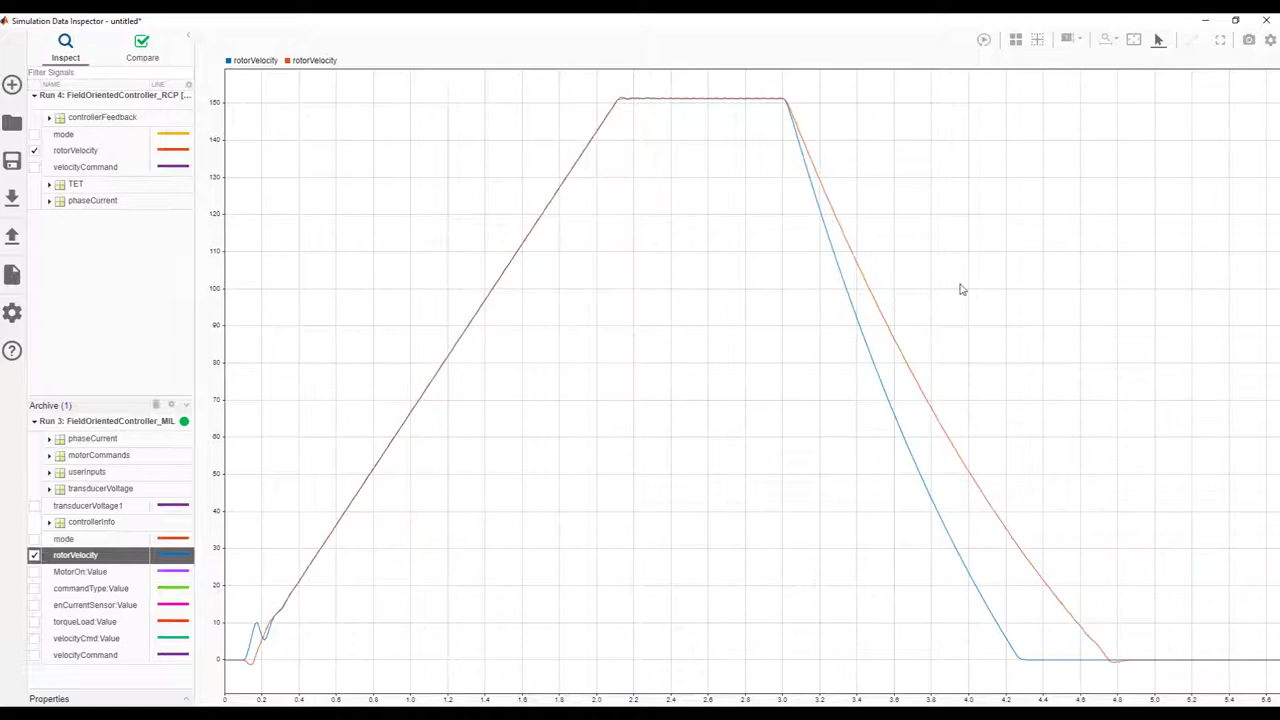 Simulation Data Inspector - untitled*
Inspect
Compare
Filter Signals
NAME
LINE
Run 4: FieldOrientedController_RCP [...
controllerFeedback
mode
rotorVelocity
velocityCommand
TET
phaseCurrent
Archive (1)
Run 3: FieldOrientedController_MIL
phaseCurrent
motorCommands
userInputs
transducerVoltage
transducerVoltage1
controllerInfo
mode
rotorVelocity
MotorOn:Value
commandType:Value
enCurrentSensor:Value
torqueLoad:Value
velocityCmd:Value
velocityCommand
Properties
rotorVelocity rotorVelocity
150
140
130
120
110
100
90
80
70
60
50
40
30
20
10
0
0 0.2 0.4 0.6 0.8 1.0 1.2 1.4 1.6 1.8 2.0 2.2 2.4 2.6 2.8 3.0 3.2 3.4 3.6 3.8 4.0 4.2 4.4 4.6 4.8 5.0 5.2 5.4 5.6